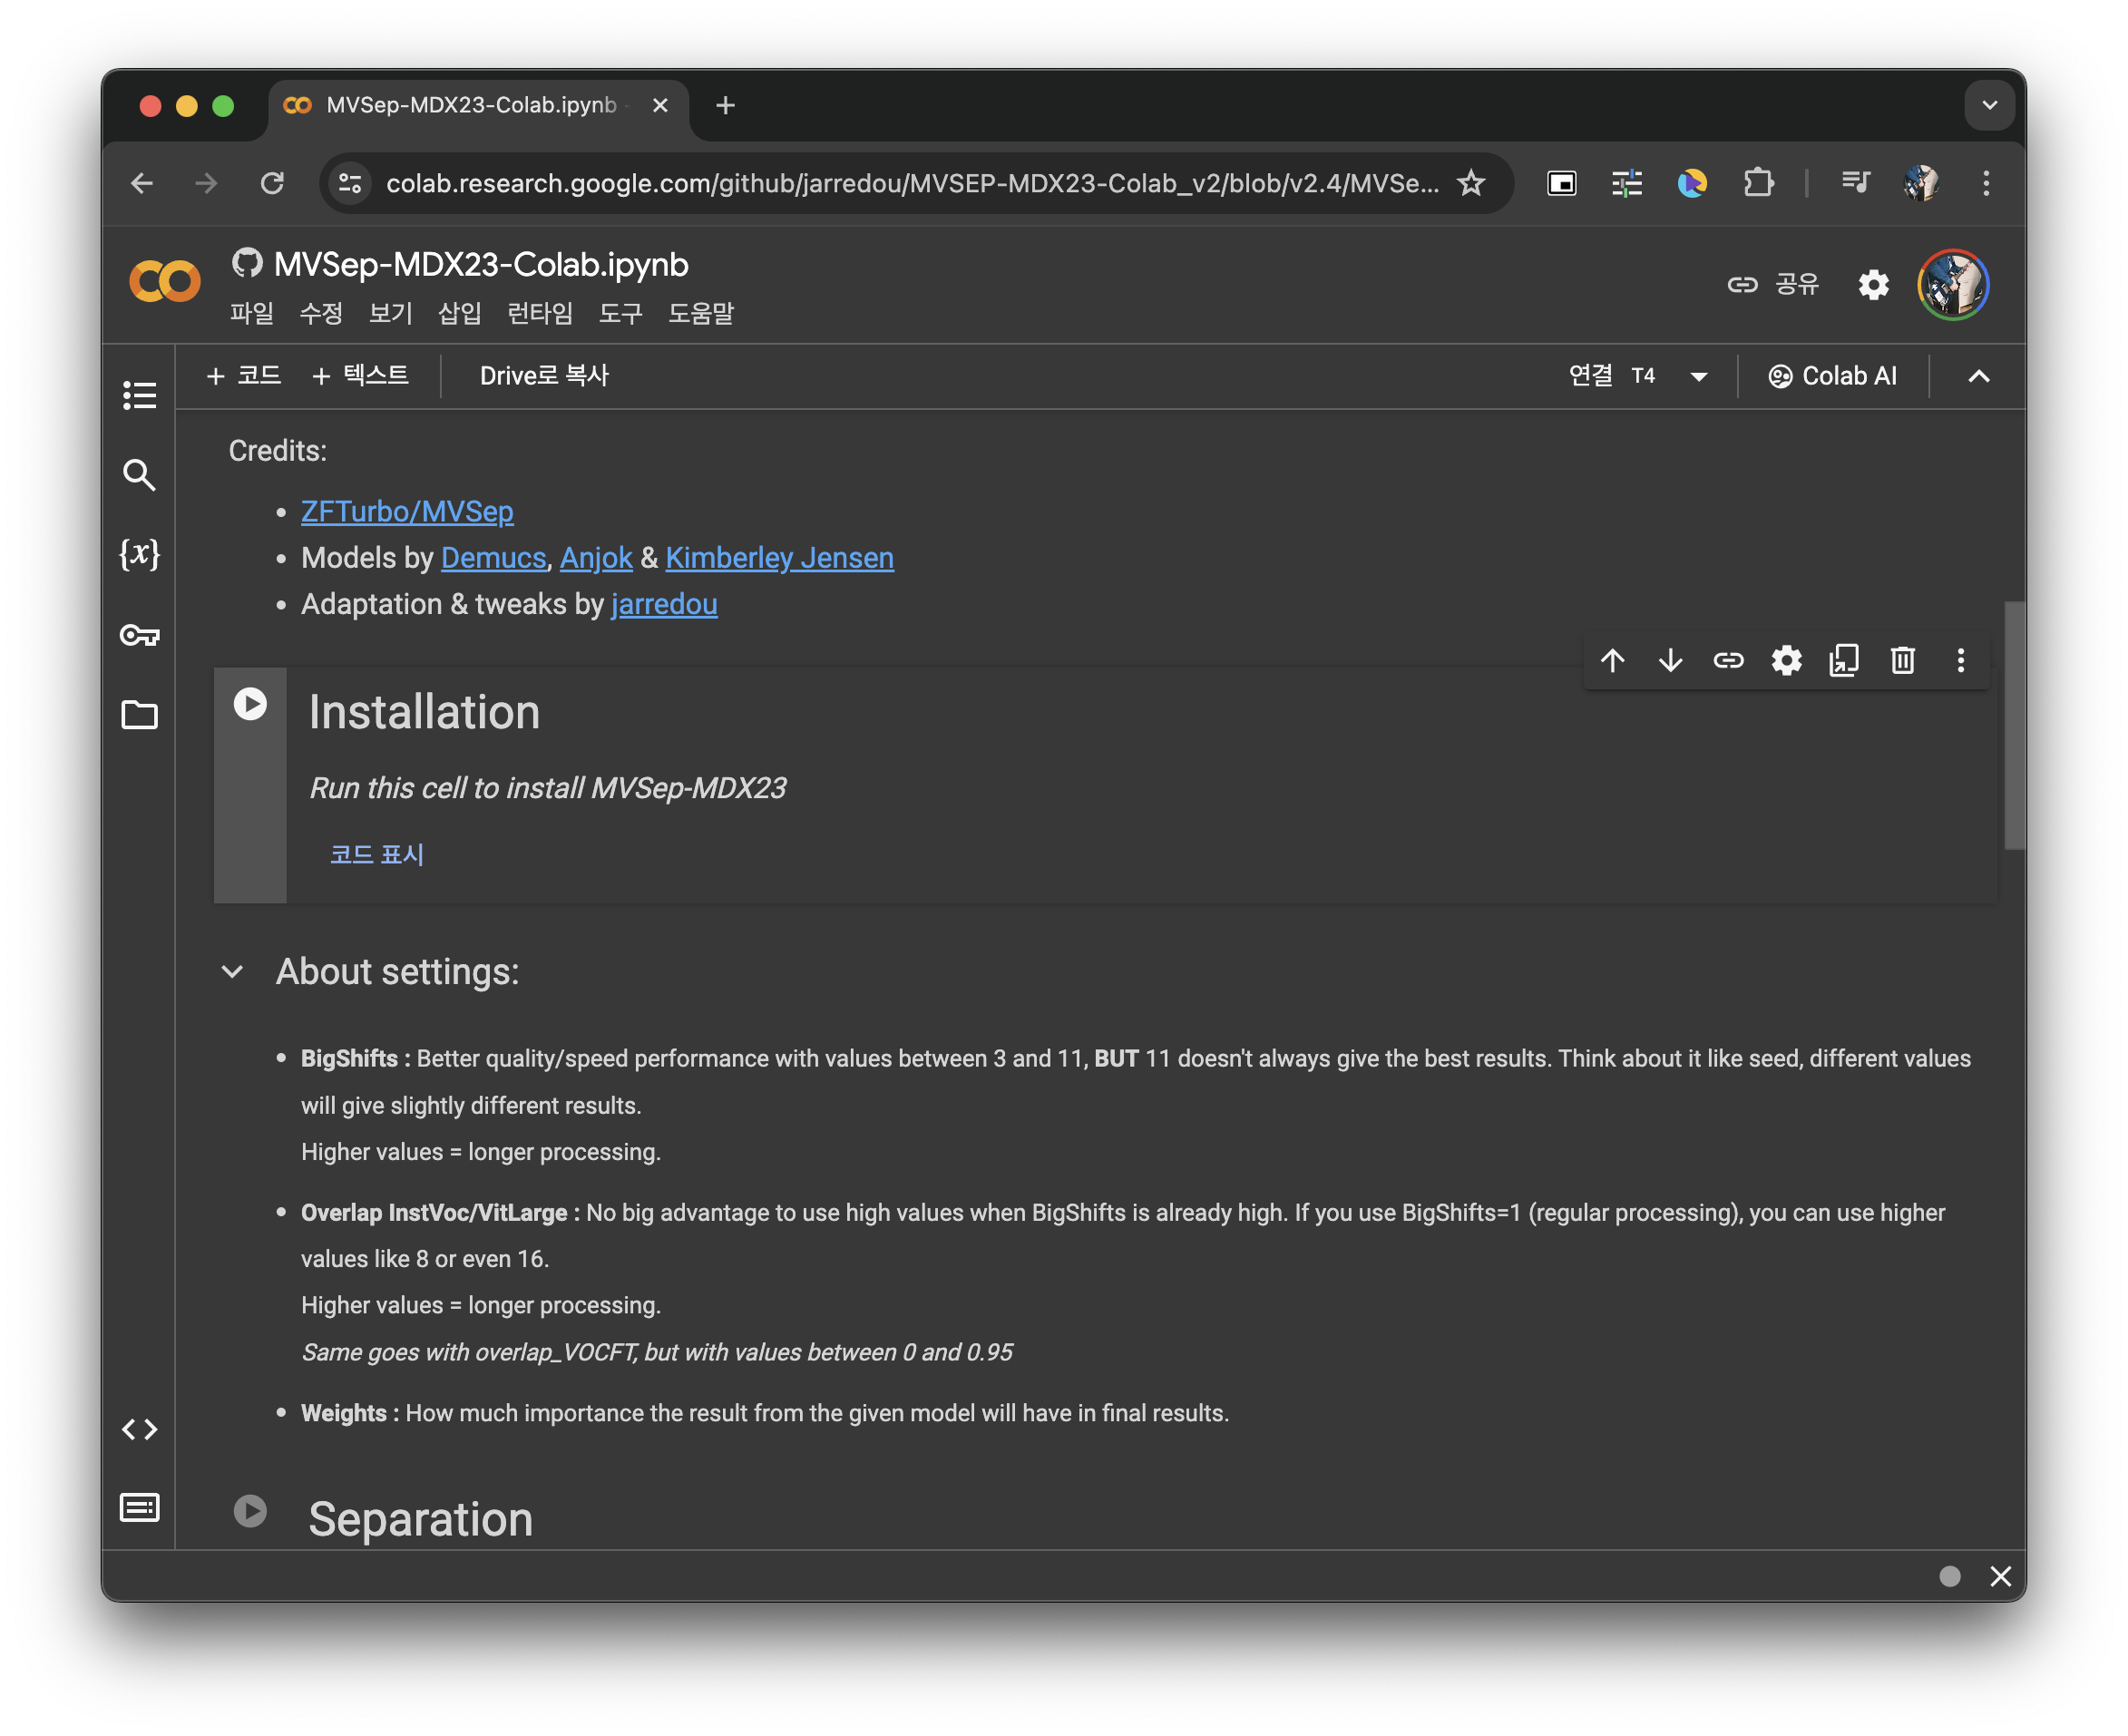 MVSep-MDX23-Colab.ipynb
colab.research.google.com/github/jarredou/MVSEP-MDX23-Colab_v2/blob/v2.4/MVSe...
MVSep-MDX23-Colab.ipynb
공유
파일 수정 보기 삽입 런타임 도구 도움말
+ 코드 + 텍스트 Drive로 복사 연결 T4 Colab AI
Credits:
• ZFTurbo/MVSep
• Models by Demucs, Anjok & Kimberley Jensen
• Adaptation & tweaks by jarredou
{x}
Installation
Run this cell to install MVSep-MDX23
코드 표시
About settings:
• BigShifts : Better quality/speed performance with values between 3 and 11, BUT 11 doesn't always give the best results. Think about it like seed, different values
will give slightly different results.
Higher values = longer processing.
• Overlap InstVoc/VitLarge : No big advantage to use high values when BigShifts is already high. If you use BigShifts=1 (regular processing), you can use higher
values like 8 or even 16.
Higher values = longer processing.
Same goes with overlap_VOCFT, but with values between 0 and 0.95
• Weights : How much importance the result from the given model will have in final results.
Separation